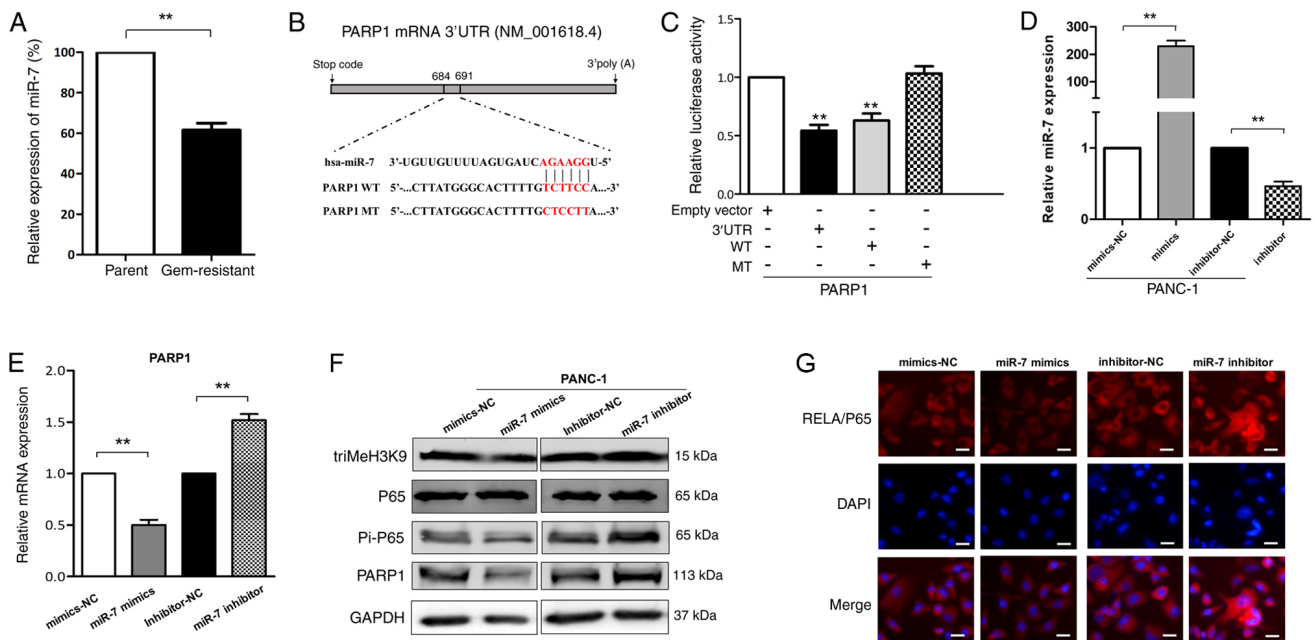 A
**
Relative expression of miR-7 (%)
100
80
60
40
20
0
Parent
Gem-resistant
B
PARP1 mRNA 3'UTR (NM_001618.4)
Stop code
684
691
3'poly (A)
hsa-miR-7 3'-UGUUGUUUUAGUGAUCAGAAGGU-5'
PARP1 WT 5'-...CTTATGGGCACTTTTGTCTTCCA...-3'
PARP1 MT 5'-...CTTATGGGCACTTTTGCTCCTTA...-3'
C
Relative luciferase activity
1.5
1.0
0.5
0.0
**
**
Empty vector + - - -
3'UTR - + - -
WT - - + -
MT - - - +
PARP1
D
Relative miR-7 expression
300
200
100
1
0
**
**
mimics-NC
mimics
inhibitor-NC
inhibitor
PANC-1
E
PARP1
Relative mRNA expression
2.0
1.5
1.0
0.5
0.0
**
**
mimics-NC
miR-7 mimics
Inhibitor-NC
miR-7 inhibitor
F
PANC-1
mimics-NC
miR-7 mimics
Inhibitor-NC
miR-7 inhibitor
triMeH3K9 15 kDa
P65 65 kDa
Pi-P65 65 kDa
PARP1 113 kDa
GAPDH 37 kDa
G
mimics-NC
miR-7 mimics
inhibitor-NC
miR-7 inhibitor
RELA/P65
DAPI
Merge